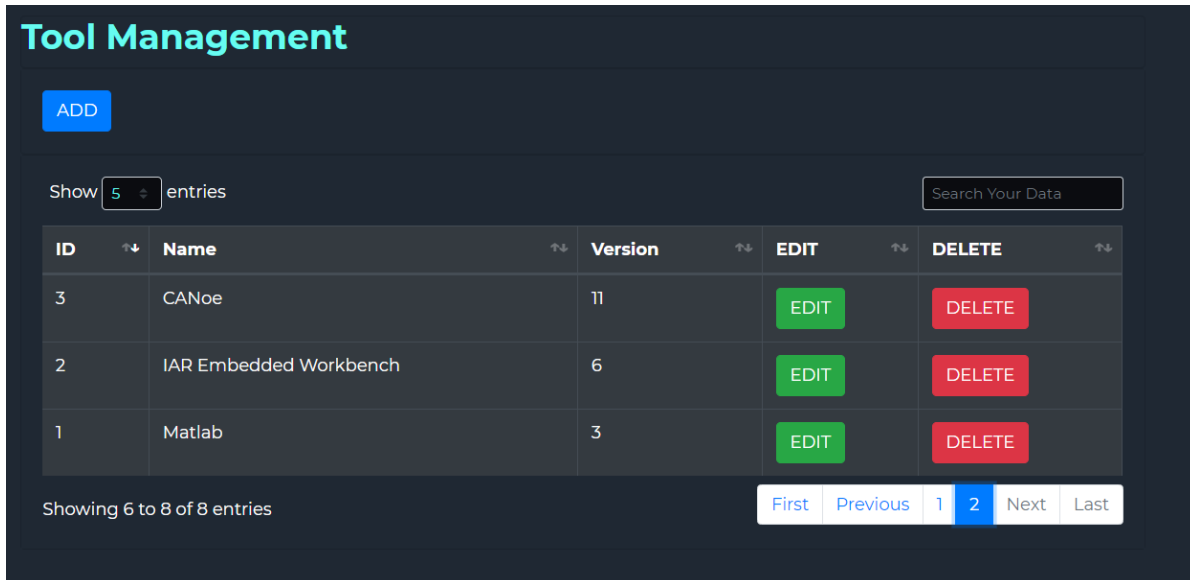 Tool Management
ADD
Show 5 entries
Search Your Data
ID Name Version EDIT DELETE
3 CANoe 11 EDIT DELETE
2 IAR Embedded Workbench 6 EDIT DELETE
1 Matlab 3 EDIT DELETE
Showing 6 to 8 of 8 entries
First Previous 1 2 Next Last